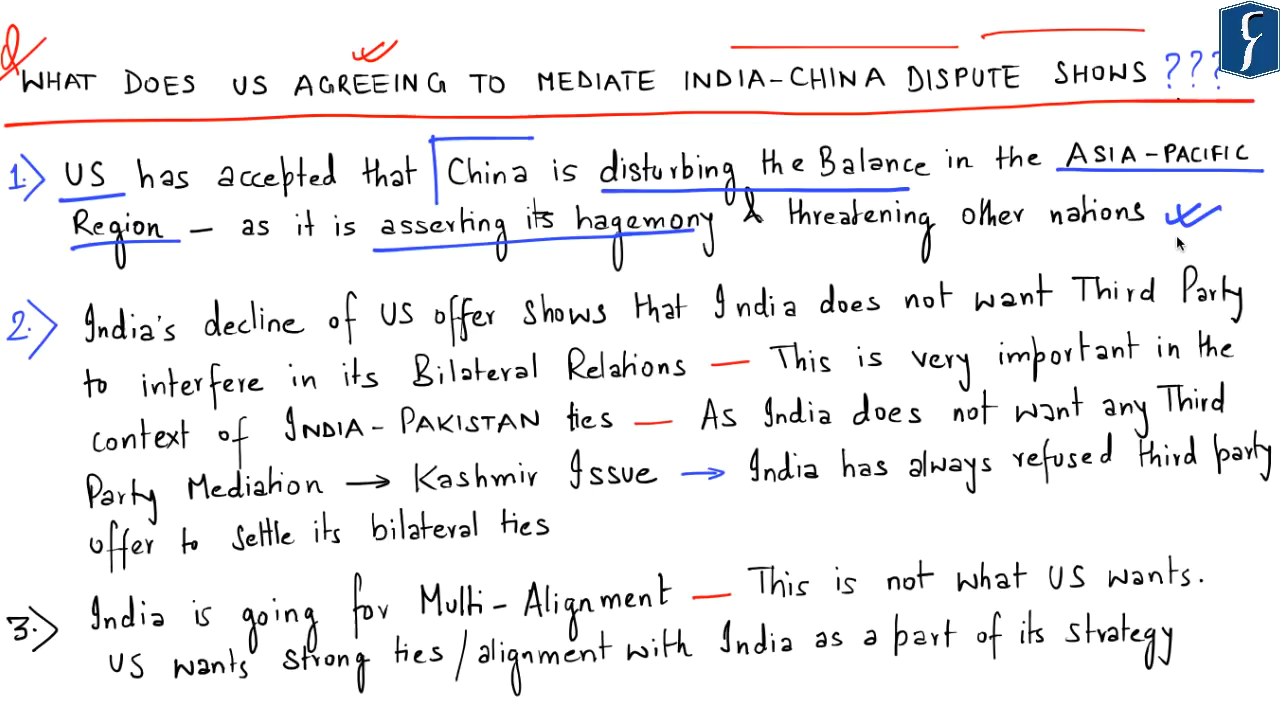 Q
WHAT DOES US AGREEING TO MEDIATE INDIA-CHINA DISPUTE SHOWS ???
1.) US has accepted that China is disturbing the Balance in the ASIA-PACIFIC
Region – as it is asserting its hagemony & threatening other nations
2.) India's decline of US offer shows that India does not want Third Party
to interfere in its Bilateral Relations — This is very important in the
context of INDIA-PAKISTAN ties — As India does not want any Third
Party Mediation → Kashmir Issue → India has always refused third party
offer to settle its bilateral ties
3.) India is going for Multi-Alignment — This is not what US wants.
US wants strong ties/alignment with India as a part of its strategy